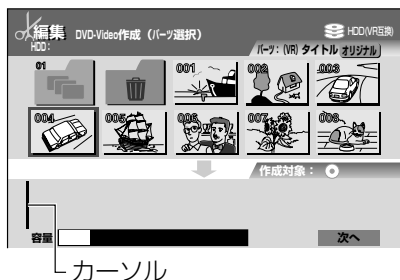 編集 DVD-Video作成（パーツ選択） HDD(VR互換)
HDD:
パーツ: (VR) タイトル オリジナル
01 001 002 003
004 005 006 007 008
作成対象:
容量 次へ
カーソル